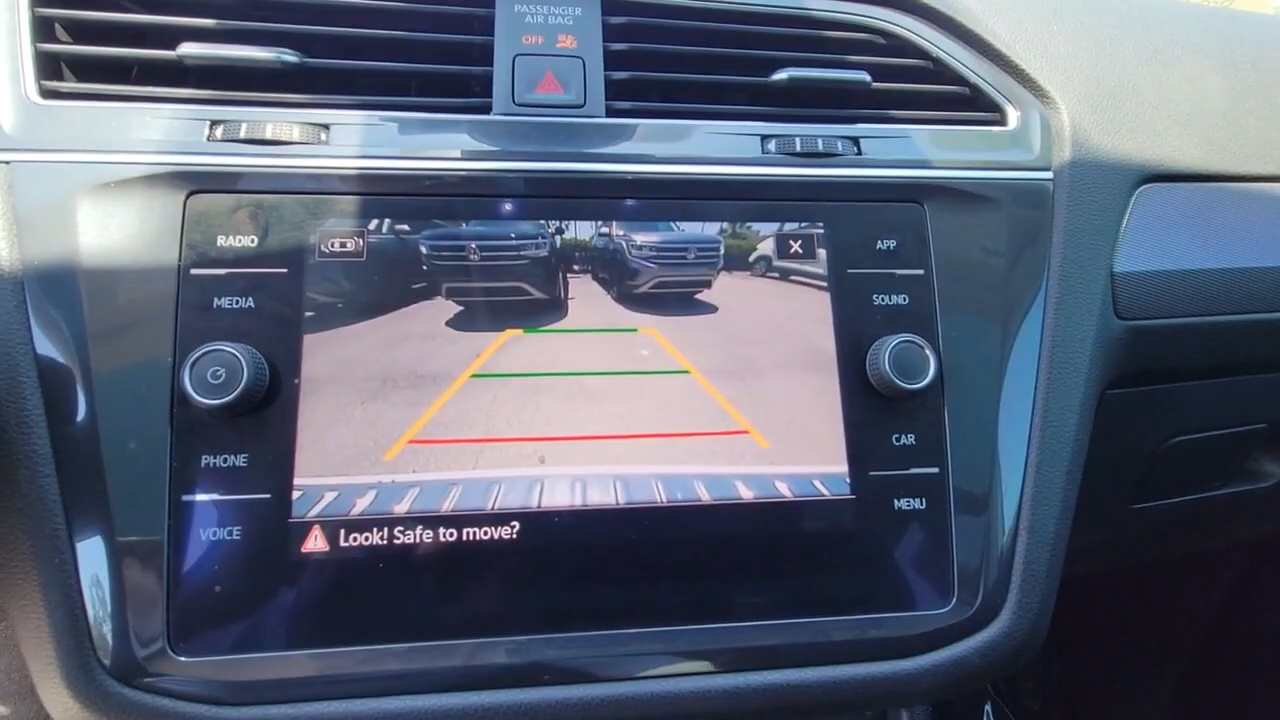 PASSENGER
AIR BAG
OFF
RADIO
MEDIA
PHONE
VOICE
APP
SOUND
CAR
MENU
Look! Safe to move?